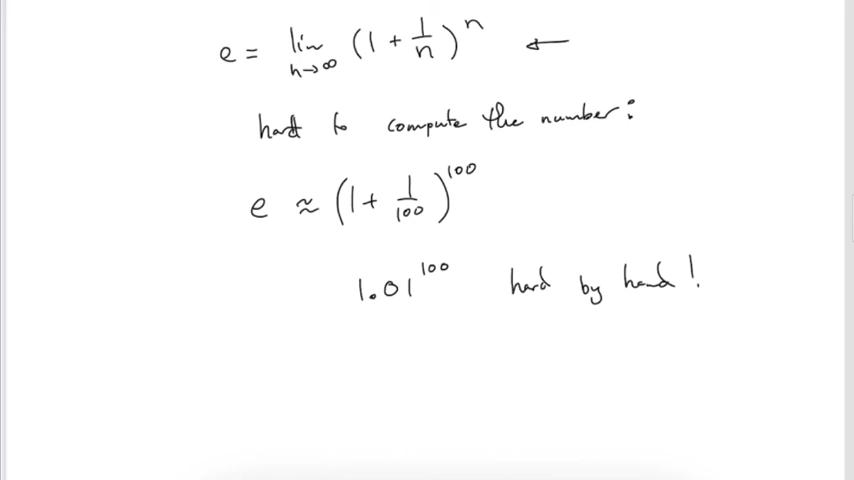 e = lim n→∞ (1 + 1/n)^n ←
hard to compute the number:
e ≈ (1 + 1/100)^100
1.01^100 hard by hand!